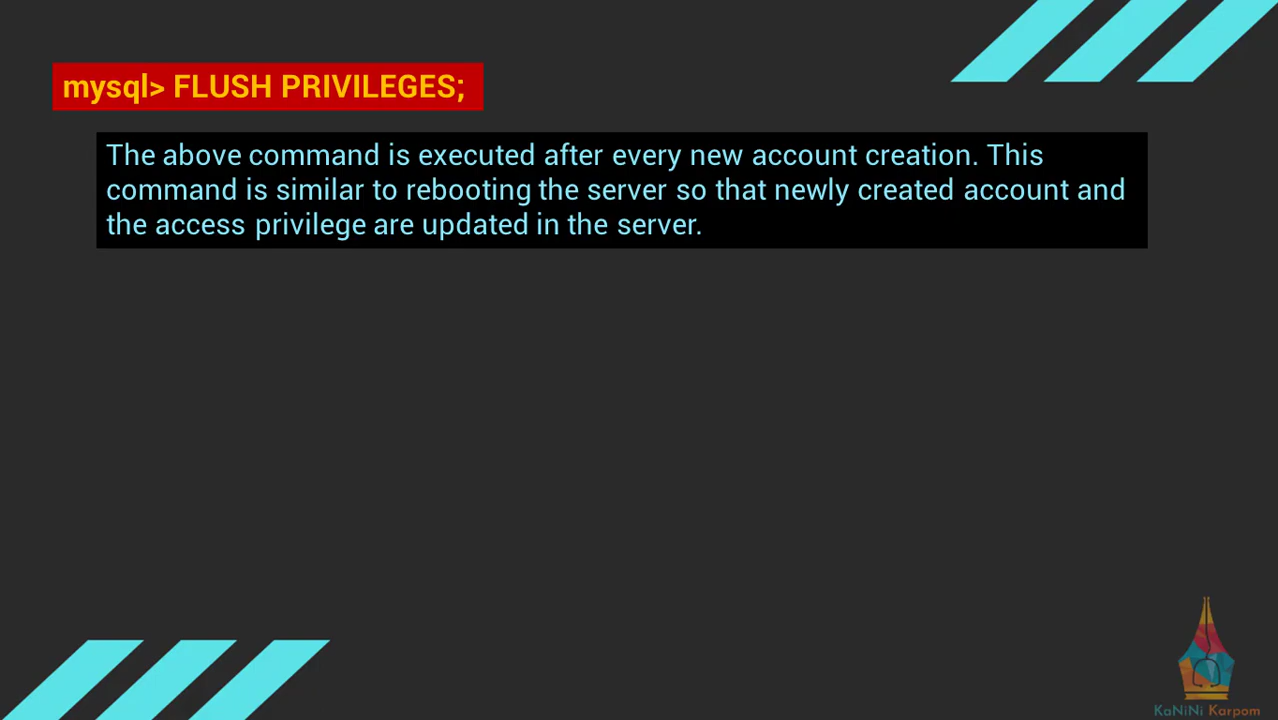 mysql> FLUSH PRIVILEGES;
The above command is executed after every new account creation. This
command is similar to rebooting the server so that newly created account and
the access privilege are updated in the server.
KaNiNi Karpom